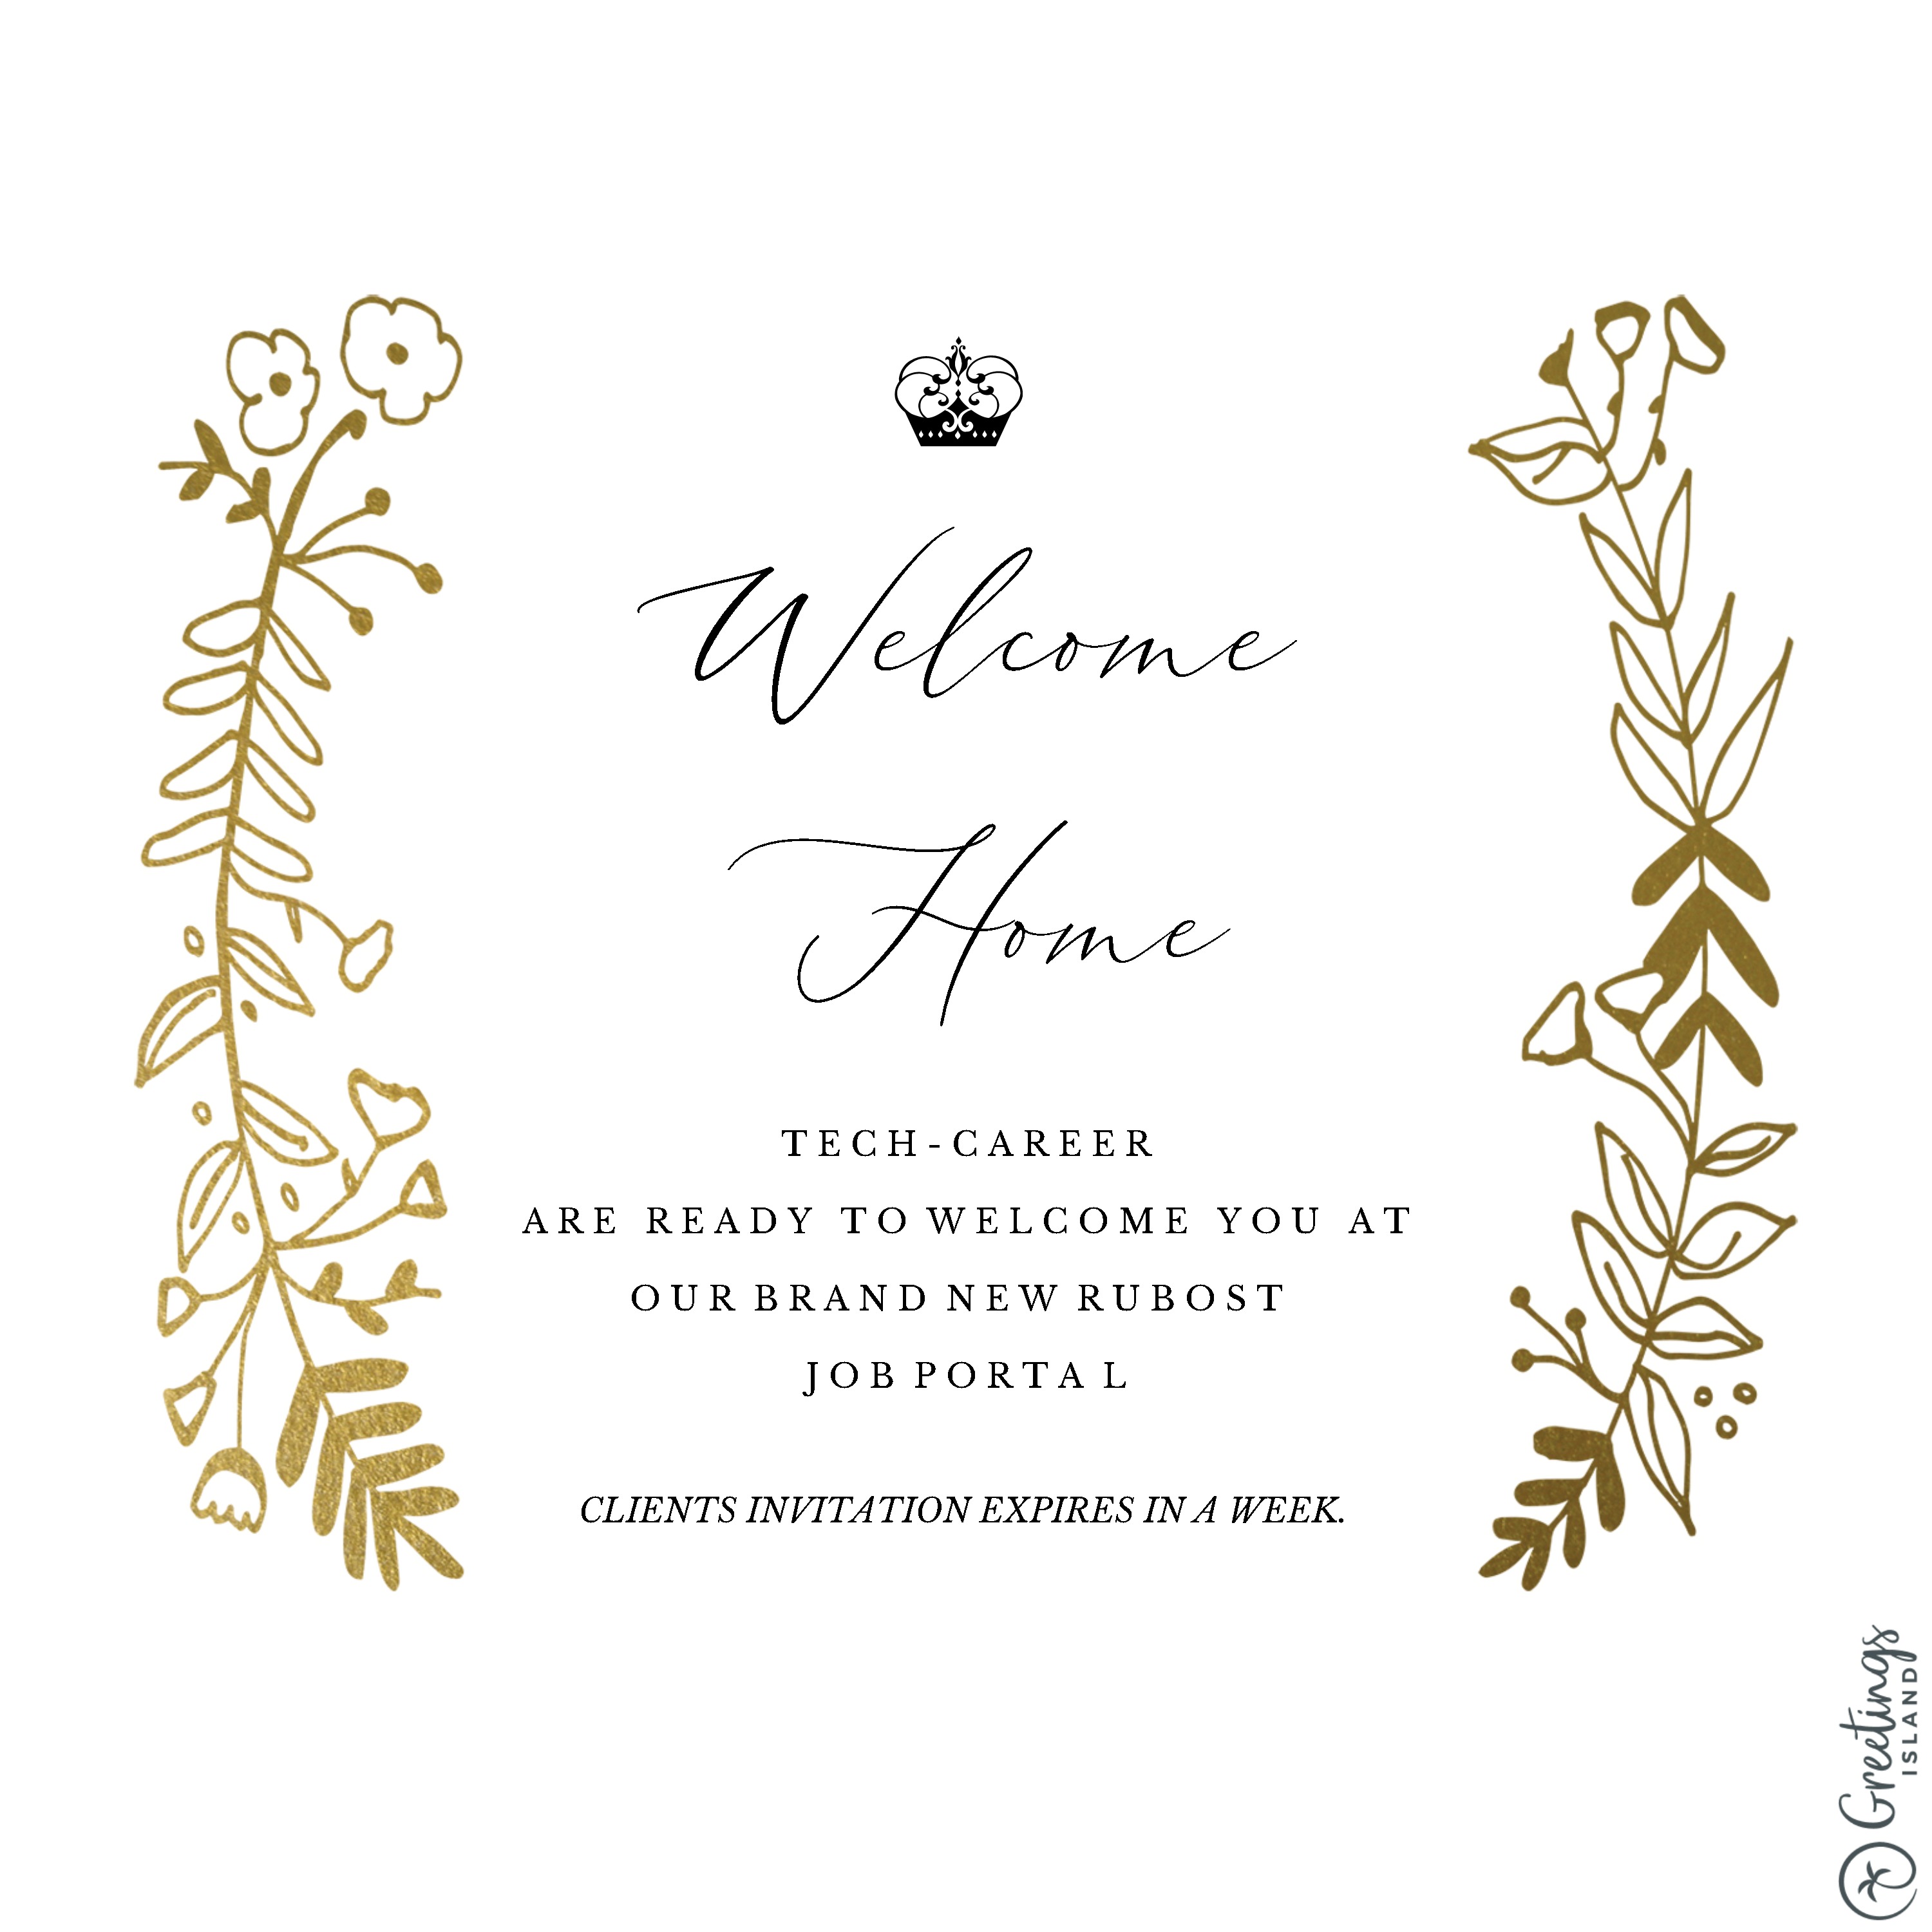 Welcome
Home
TECH-CAREER
ARE READY TO WELCOME YOU AT
OUR BRAND NEW RUBOST
JOB PORTAL
CLIENTS INVITATION EXPIRES IN A WEEK.
Greetings
ISLAND